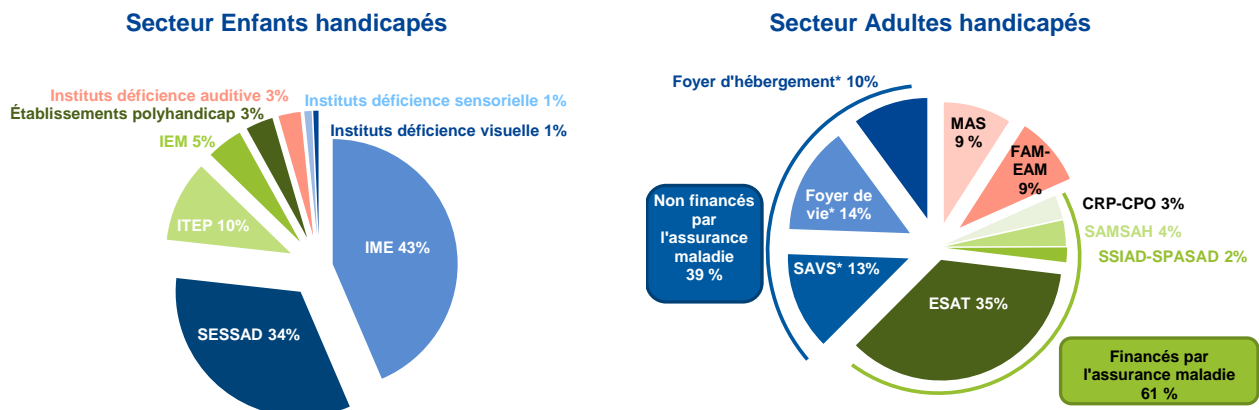 Secteur Enfants handicapés
Instituts déficience auditive 3%
Instituts déficience sensorielle 1%
Établissements polyhandicap 3%
Instituts déficience visuelle 1%
IEM 5%
ITEP 10%
IME 43%
SESSAD 34%
Secteur Adultes handicapés
Foyer d'hébergement* 10%
MAS
9 %
FAM-
EAM
9%
Foyer de
vie* 14%
CRP-CPO 3%
SAMSAH 4%
SSIAD-SPASAD 2%
Non financés
par
l'assurance
maladie
39 %
SAVS* 13%
ESAT 35%
Financés par
l'assurance maladie
61 %